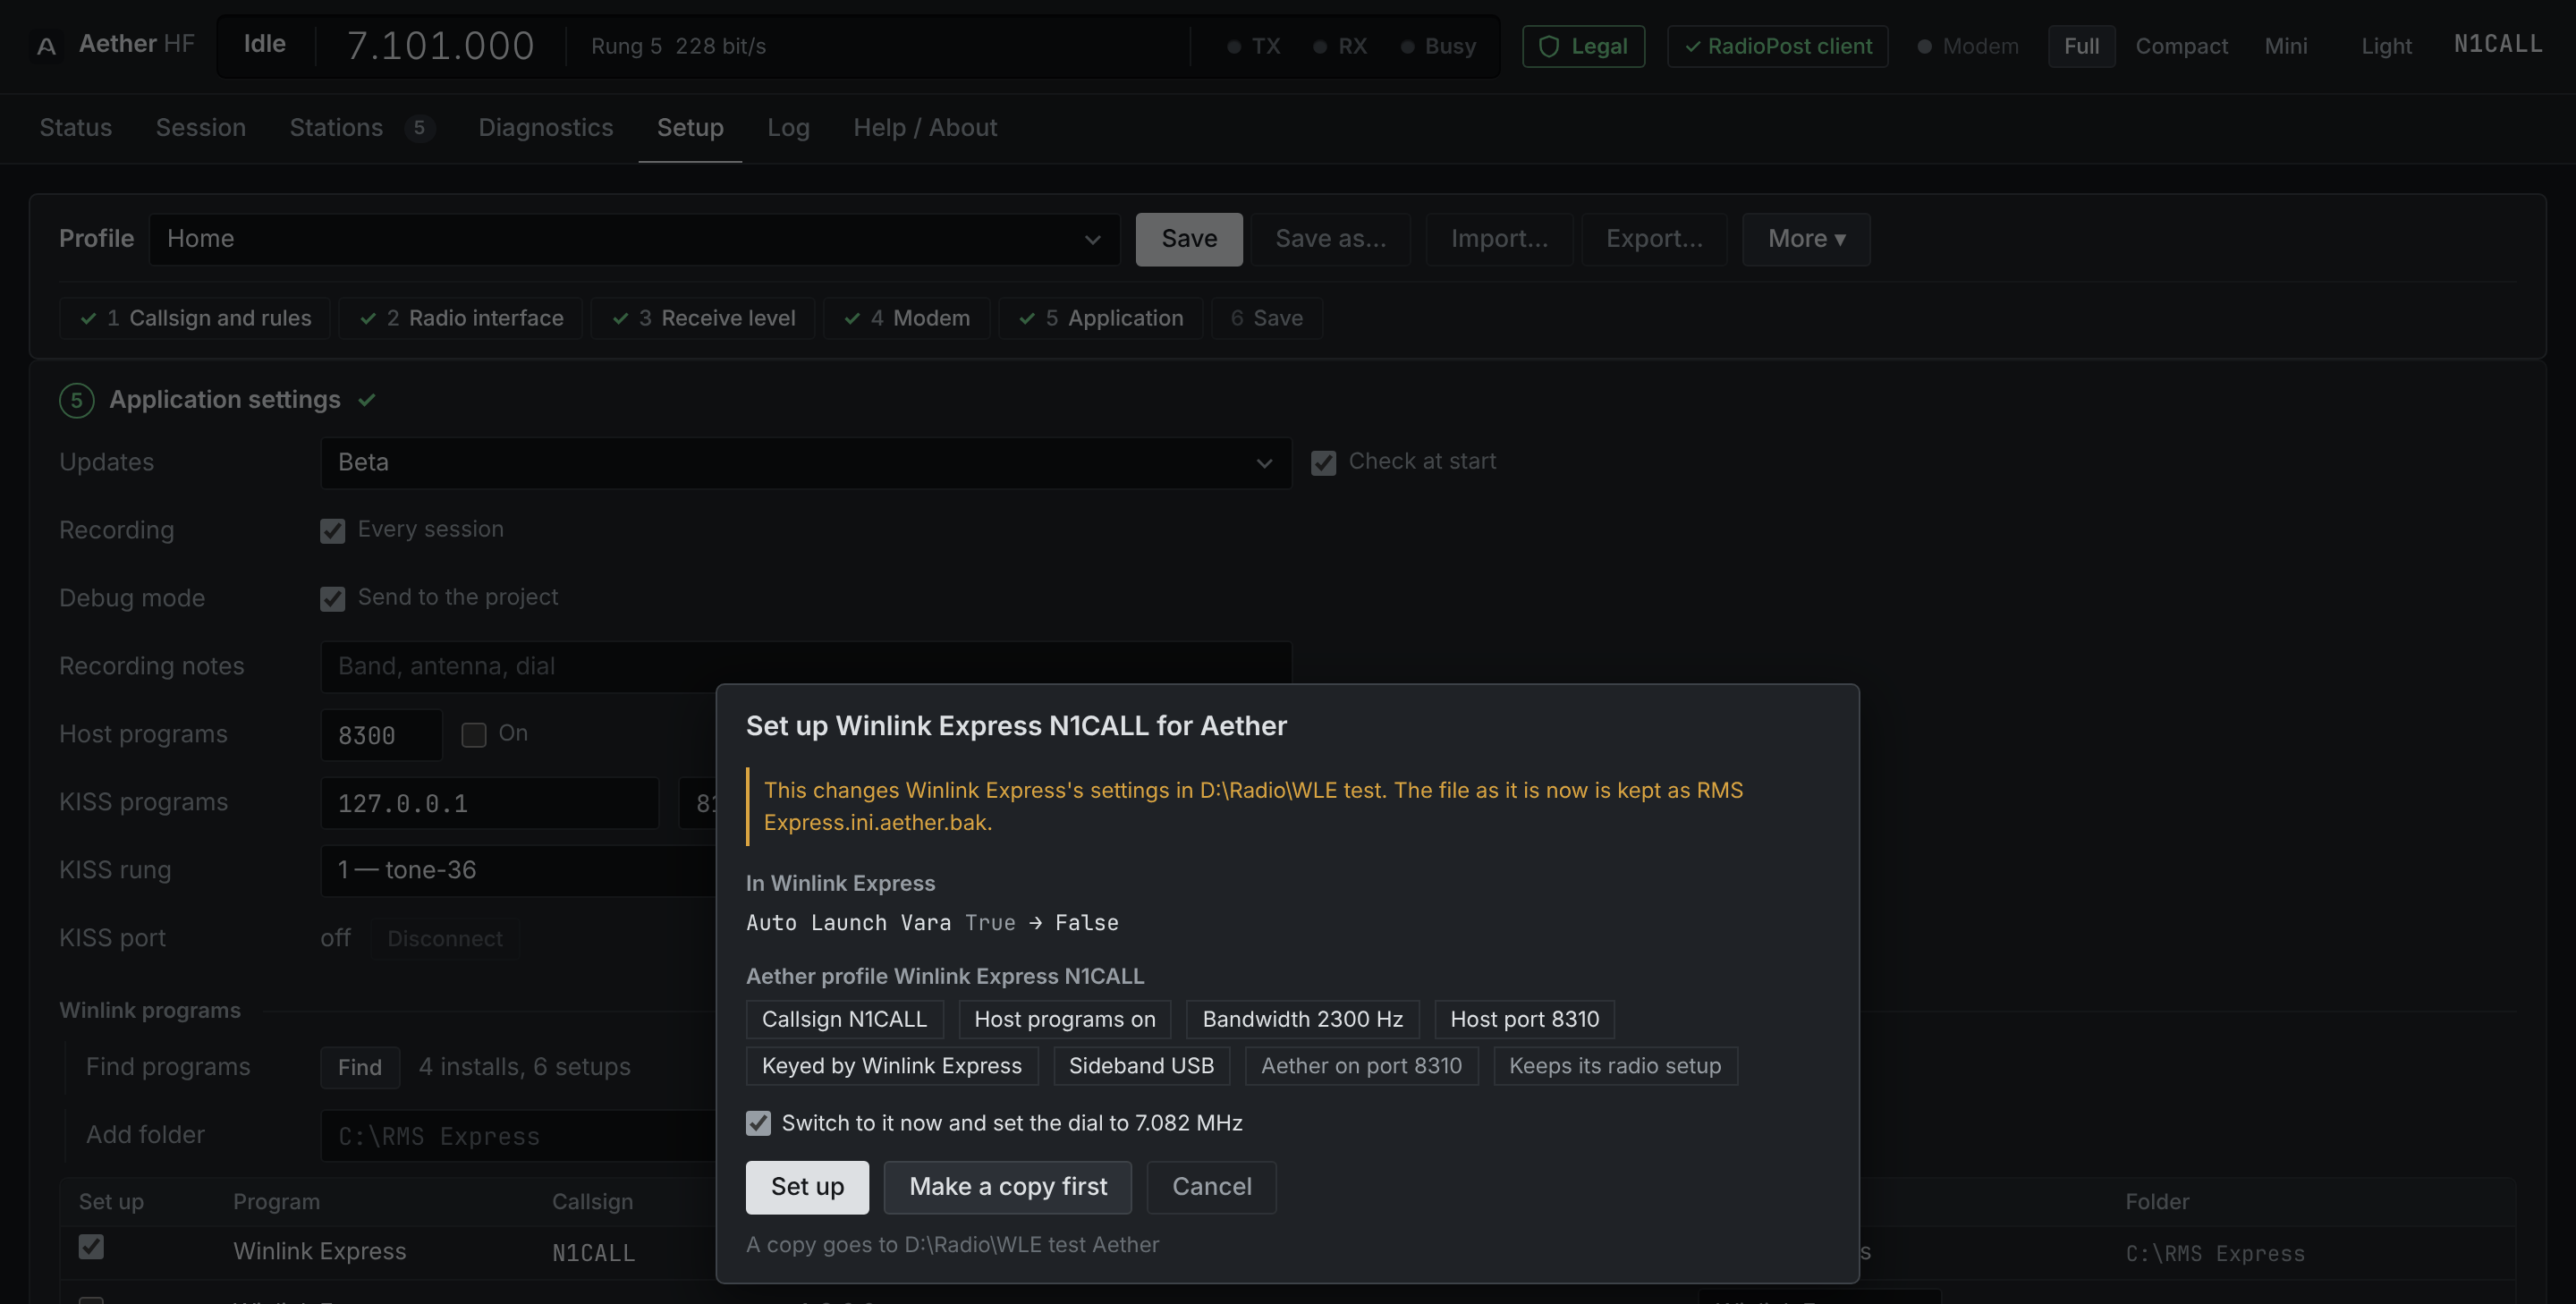 A Aether HF Idle 7.101.000 Rung 5 228 bit/s TX RX Busy Legal RadioPost client Modem Full Compact Mini Light N1CALL
Status Session Stations 5 Diagnostics Setup Log Help / About
Profile Home Save Save as... Import... Export... More ▾
1 Callsign and rules 2 Radio interface 3 Receive level 4 Modem 5 Application 6 Save
5 Application settings
Updates Beta Check at start
Recording Every session
Debug mode Send to the project
Recording notes Band, antenna, dial
Host programs 8300 On
KISS programs 127.0.0.1
KISS rung 1 — tone-36
KISS port off Disconnect
Winlink programs
Find programs Find 4 installs, 6 setups
Add folder C:\RMS Express
Set up Program Callsign Folder
Winlink Express N1CALL C:\RMS Express
Set up Winlink Express N1CALL for Aether
This changes Winlink Express's settings in D:\Radio\WLE test. The file as it is now is kept as RMS
Express.ini.aether.bak.
In Winlink Express
Auto Launch Vara True → False
Aether profile Winlink Express N1CALL
Callsign N1CALL Host programs on Bandwidth 2300 Hz Host port 8310
Keyed by Winlink Express Sideband USB Aether on port 8310 Keeps its radio setup
Switch to it now and set the dial to 7.082 MHz
Set up Make a copy first Cancel
A copy goes to D:\Radio\WLE test Aether